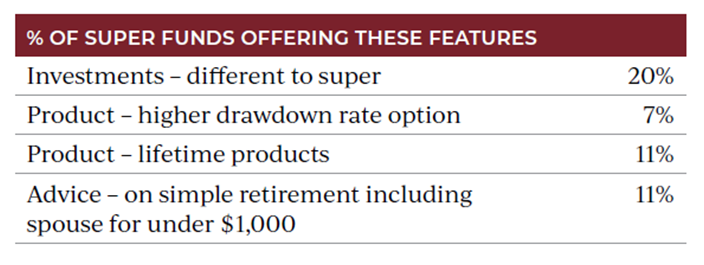 % OF SUPER FUNDS OFFERING THESE FEATURES
Investments – different to super 20%
Product – higher drawdown rate option 7%
Product – lifetime products 11%
Advice – on simple retirement including 11%
spouse for under $1,000